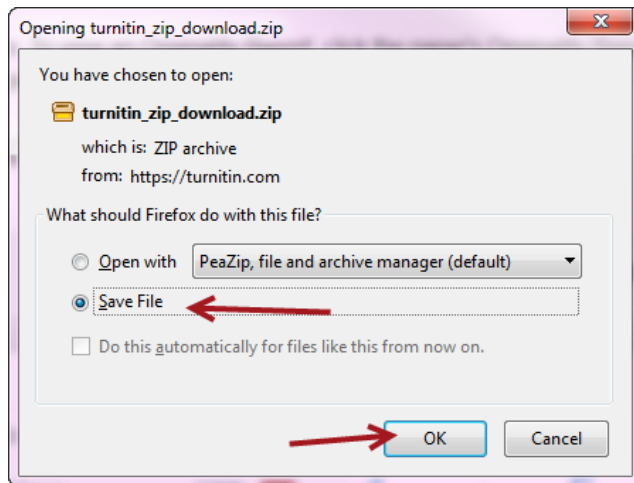 Opening turnitin_zip_download.zip
You have chosen to open:
turnitin_zip_download.zip
which is: ZIP archive
from: https://turnitin.com
What should Firefox do with this file?
Open with PeaZip, file and archive manager (default)
Save File
Do this automatically for files like this from now on.
OK Cancel